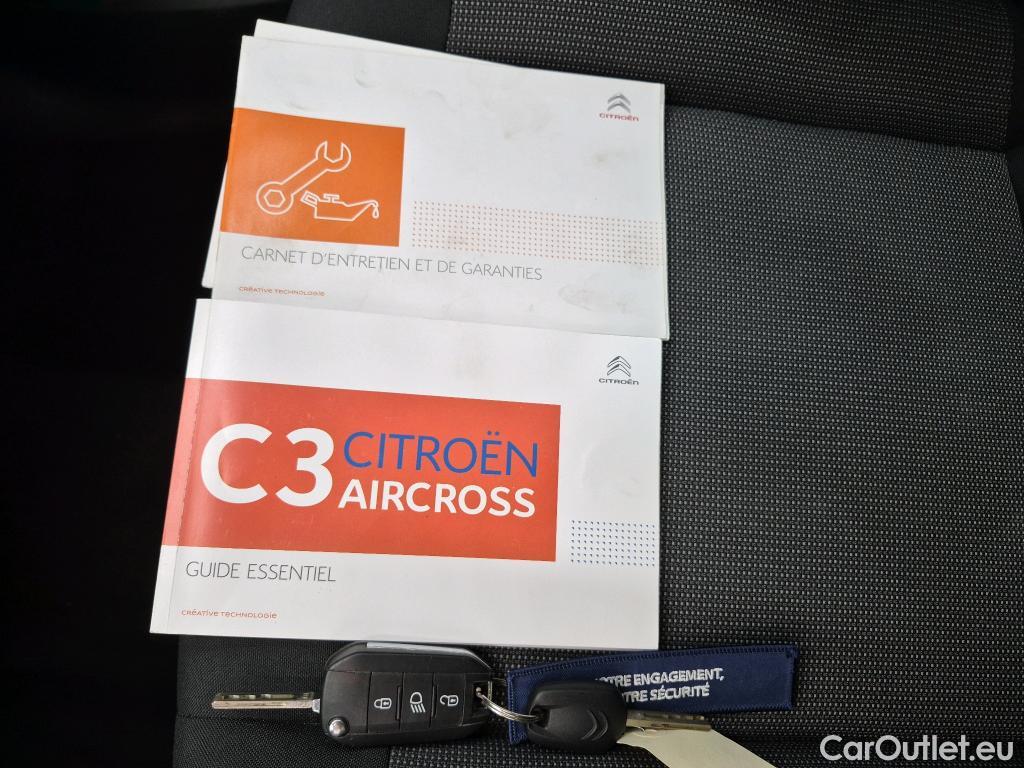 CITROËN
CARNET D'ENTRETIEN ET DE GARANTIES
CRÉATIVE TECHNOLOGIE
CITROËN
C3 CITROËN
AIRCROSS
GUIDE ESSENTIEL
CRÉATIVE TECHNOLOGIE
ENGAGEMENT,
SÉCURITÉ
CarOutlet.eu